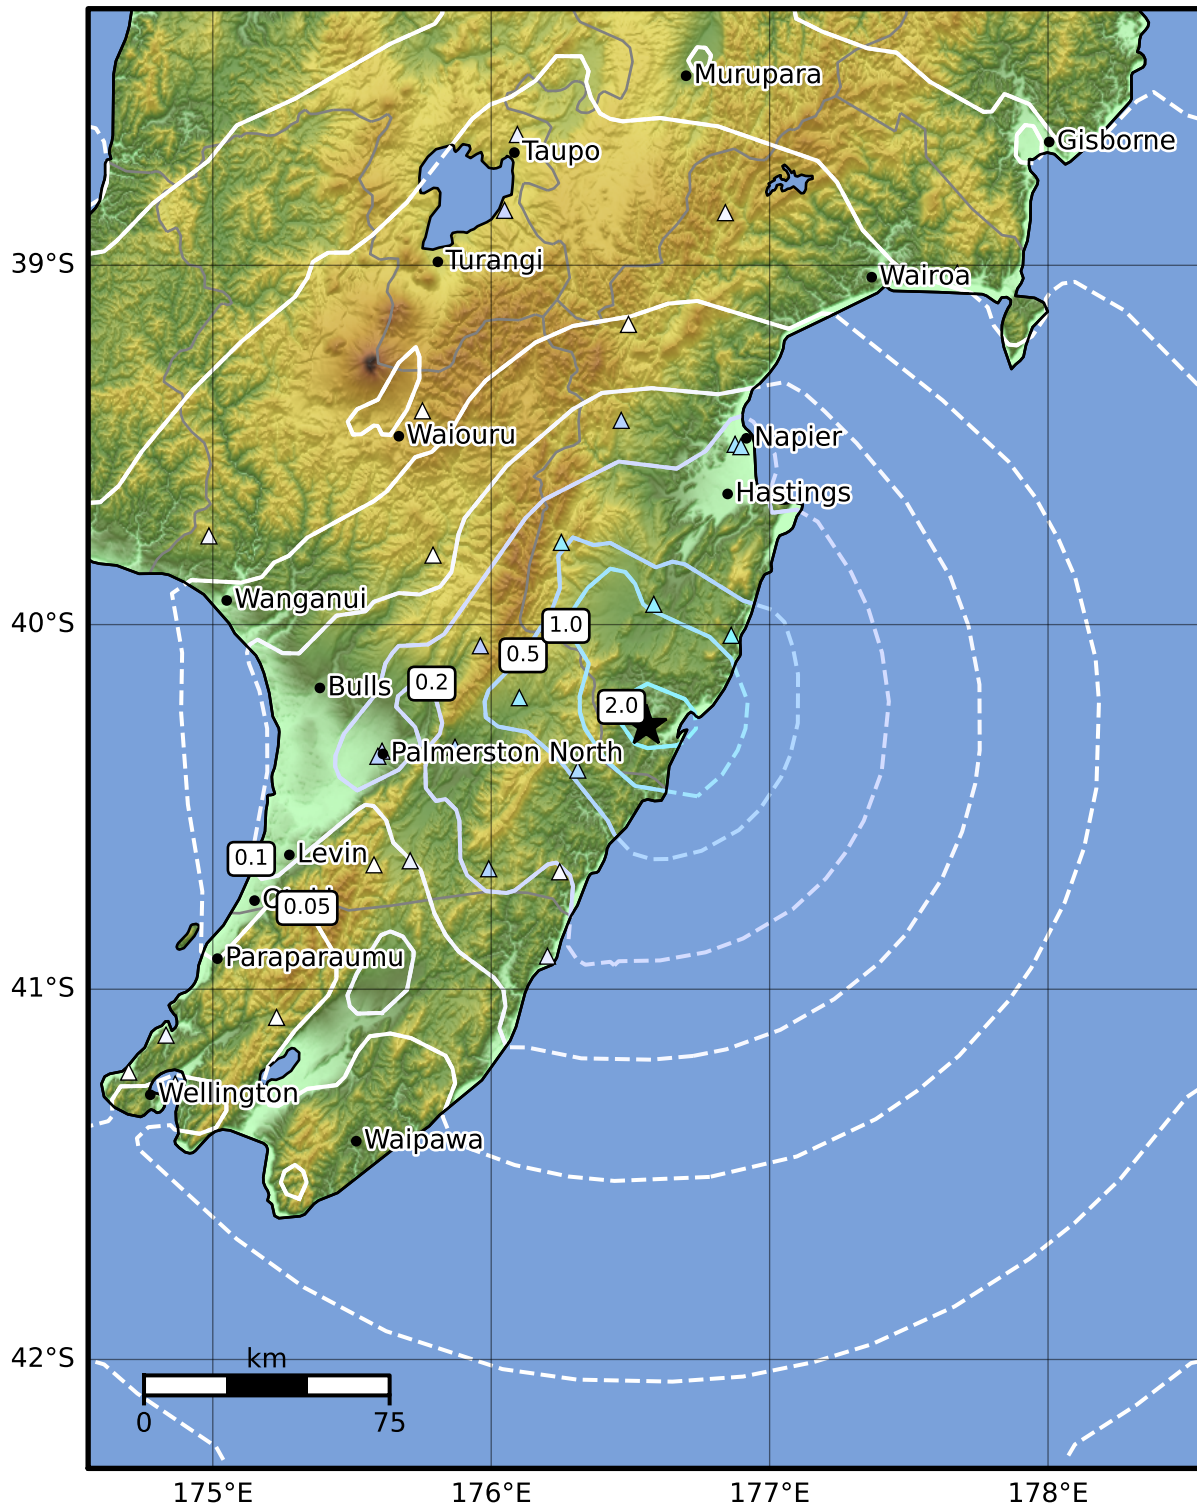 Murupara
Gisborne
Taupo
Turangi
39°S
Wairoa
Waiouru
Napier
Hastings
Wanganui
40°S
1.0
0.5
0.2
Bulls
2.0
Palmerston North
0.1
Levin
0.05
Paraparaumu
41°S
Wellington
Waipawa
42°S
km
0
75
175°E
176°E
177°E
178°E